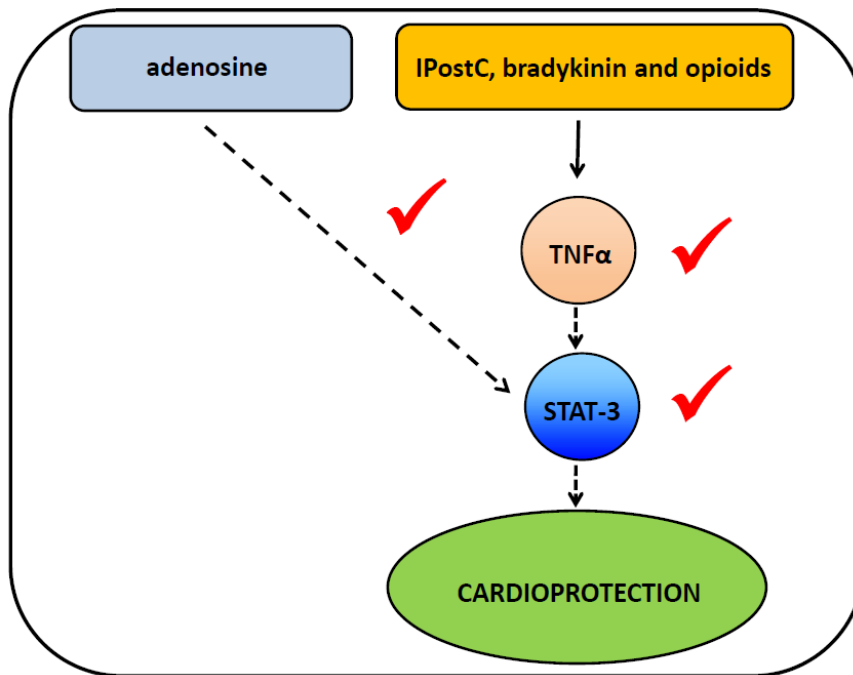 adenosine
IPostC, bradykinin and opioids
TNFα
STAT-3
CARDIOPROTECTION